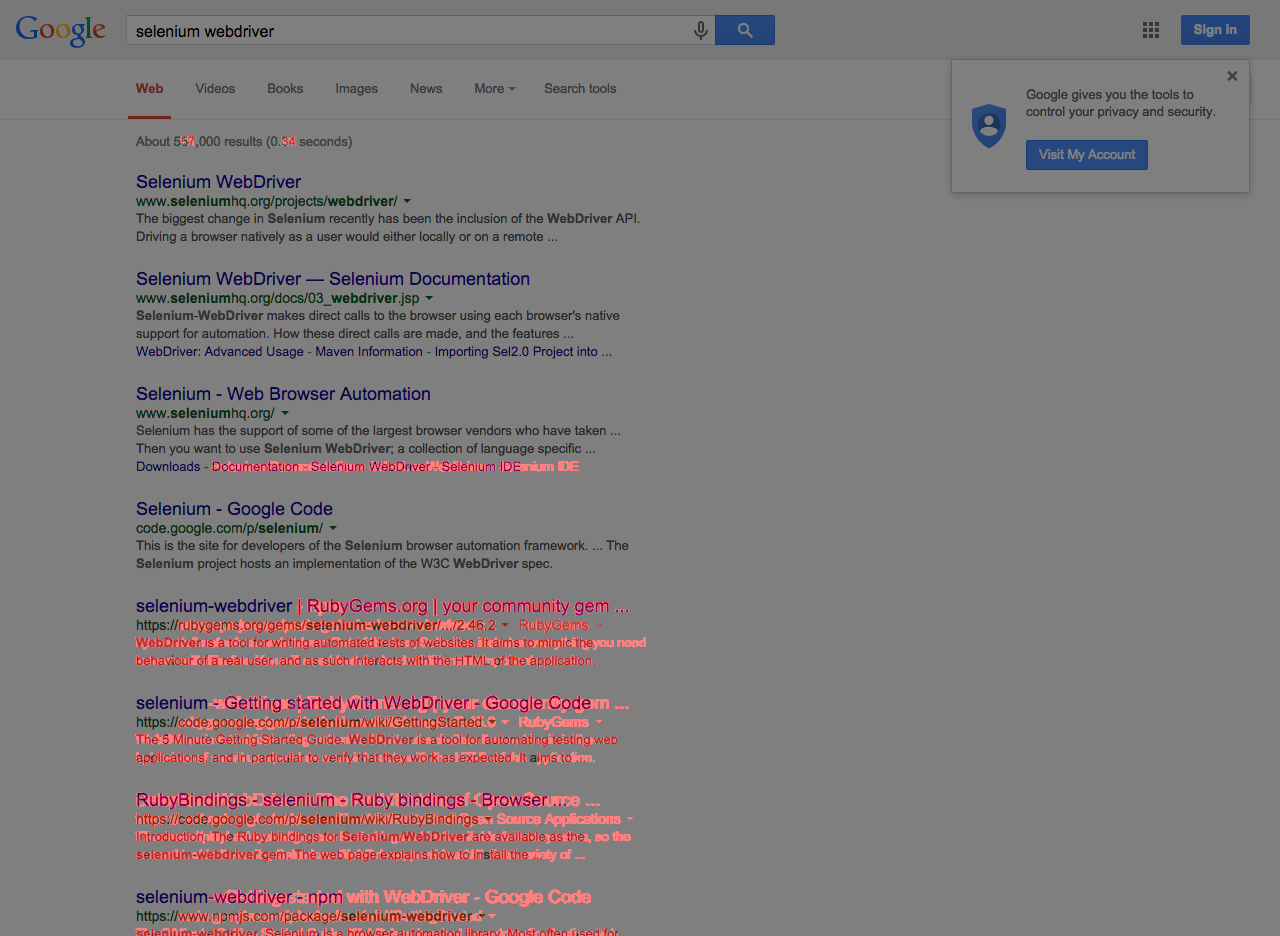 Google
selenium webdriver
Sign in
Web Videos Books Images News More Search tools
Google gives you the tools to
control your privacy and security.
Visit My Account
About ,000 results (0. seconds)
Selenium WebDriver
www.seleniumhq.org/projects/webdriver/
The biggest change in Selenium recently has been the inclusion of the WebDriver API.
Driving a browser natively as a user would either locally or on a remote ...
Selenium WebDriver — Selenium Documentation
www.seleniumhq.org/docs/03_webdriver.jsp
Selenium-WebDriver makes direct calls to the browser using each browser's native
support for automation. How these direct calls are made, and the features ...
WebDriver: Advanced Usage - Maven Information - Importing Sel2.0 Project into ...
Selenium - Web Browser Automation
www.seleniumhq.org/
Selenium has the support of some of the largest browser vendors who have taken ...
Then you want to use Selenium WebDriver; a collection of language specific ...
Downloads - Documentation - Selenium WebDriver - Selenium IDE
Selenium - Google Code
code.google.com/p/selenium/
This is the site for developers of the Selenium browser automation framework. ... The
Selenium project hosts an implementation of the W3C WebDriver spec.
selenium-webdriver | RubyGems.org | your community gem ...
https://rubygems.org/gems/selenium-webdriver/.../2.46.2 RubyGems
WebDriver is a tool for writing automated tests of websites. It aims to mimic the
behaviour of a real user, and as such interacts with the HTML of the application.
selenium - Getting started with WebDriver - Google Code
https://code.google.com/p/selenium/wiki/GettingStarted RubyGems
The 5 Minute Getting Started Guide. WebDriver is a tool for automating testing web
applications, and in particular to verify that they work as expected. It aims to
RubyBindings - selenium - Ruby bindings - Browser ...
https://code.google.com/p/selenium/wiki/RubyBindings Source Applications
Introduction. The Ruby bindings for Selenium/WebDriver are available as the
selenium-webdriver gem. The web page explains how to install the ...
selenium-webdriver - npm with WebDriver - Google Code
https://www.npmjs.com/package/selenium-webdriver
selenium-webdriver. Selenium is a browser automation library. Most often used for